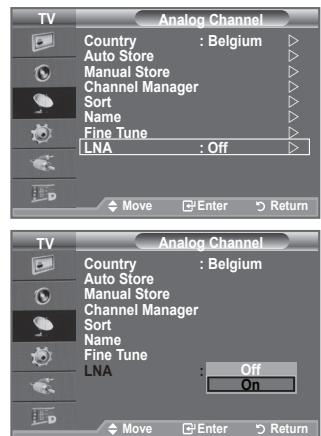 TV Analog Channel
Country : Belgium
Auto Store
Manual Store
Channel Manager
Sort
Name
Fine Tune
LNA : Off
Move Enter Return
TV Analog Channel
Country : Belgium
Auto Store
Manual Store
Channel Manager
Sort
Name
Fine Tune
LNA : Off
On
Move Enter Return